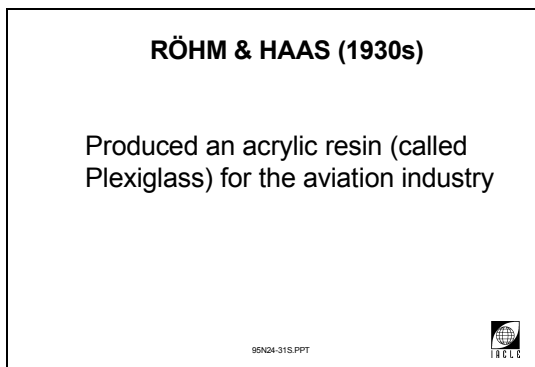 RÖHM & HAAS (1930s)
Produced an acrylic resin (called
Plexiglass) for the aviation industry
95N24-31S.PPT
IACLE